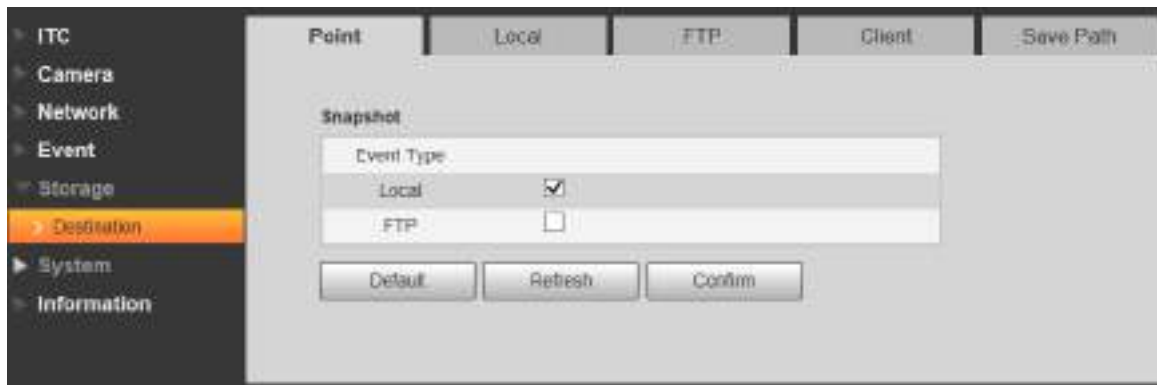 ITC
Camera
Network
Event
Storage
Destination
System
Information
Point
Local
FTP
Client
Save Path
Snapshot
Event Type
Local
FTP
Default
Refresh
Confirm